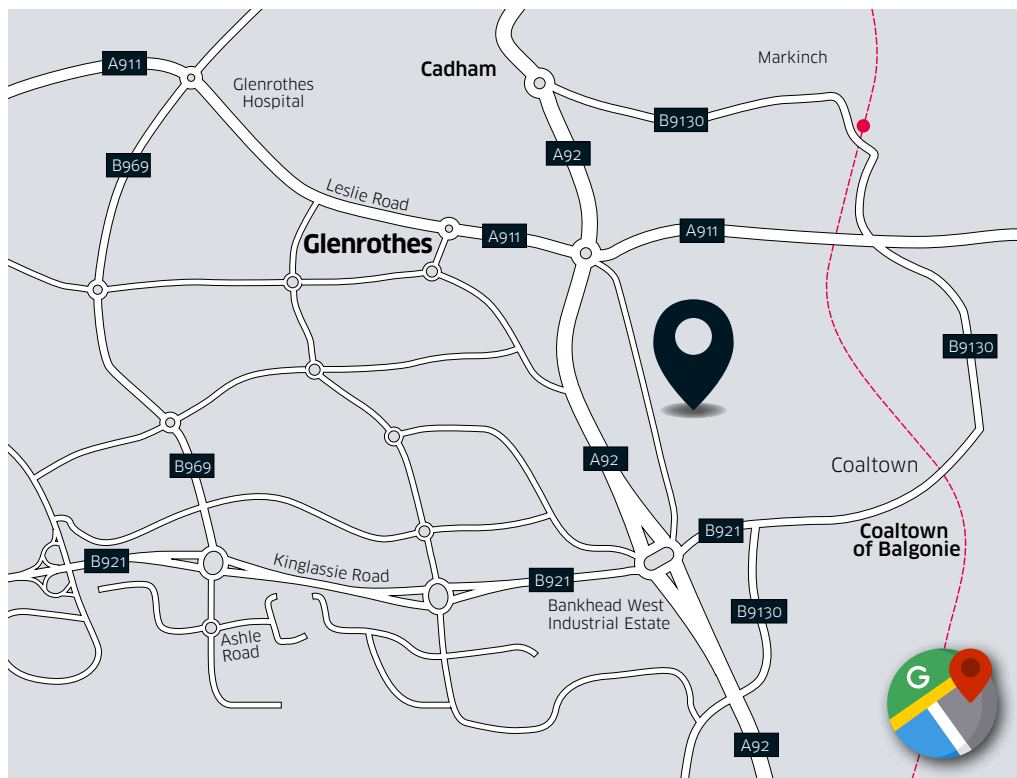 A911
Glenrothes
Hospital
Cadham
Markinch
B9130
B969
A92
Leslie Road
Glenrothes
A911
A911
B9130
B969
A92
Coaltown
B921
Coaltown
of Balgonie
B921
Kinglassie Road
B921
Bankhead West
Industrial Estate
B9130
Ashle
Road
G
A92